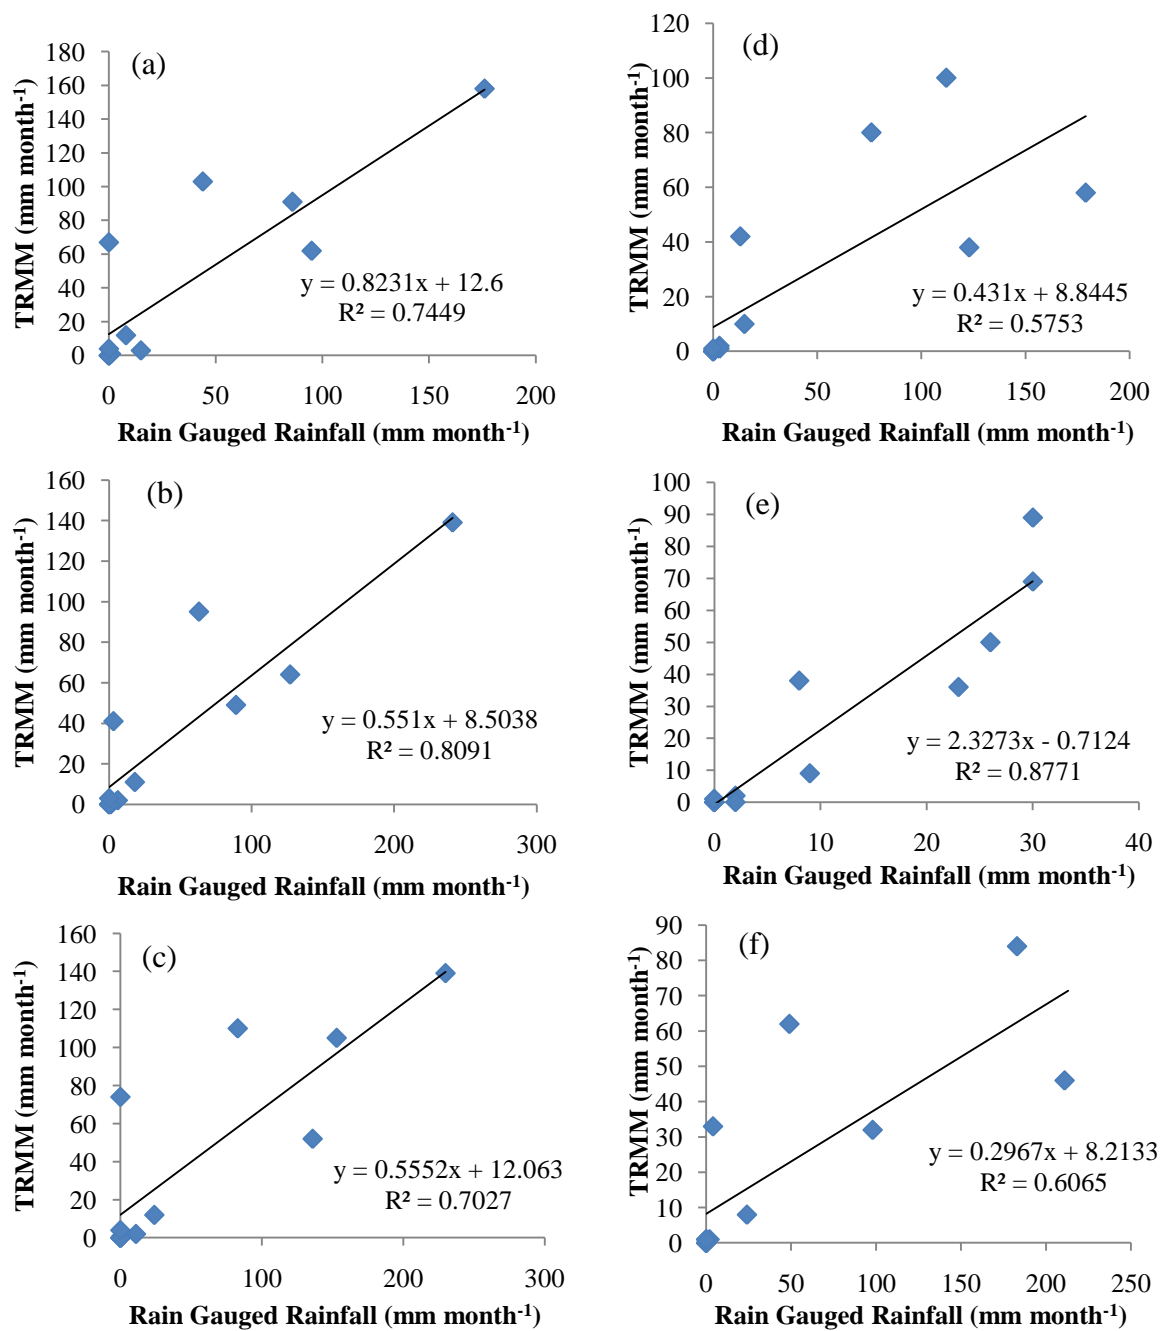 (a)
TRMM (mm month⁻¹)
180
160
140
120
100
80
60
40
20
0
y = 0.8231x + 12.6
R² = 0.7449
0 50 100 150 200
Rain Gauged Rainfall (mm month⁻¹)
(d)
TRMM (mm month⁻¹)
120
100
80
60
40
20
0
y = 0.431x + 8.8445
R² = 0.5753
0 50 100 150 200
Rain Gauged Rainfall (mm month⁻¹)
(b)
TRMM (mm month⁻¹)
160
140
120
100
80
60
40
20
0
y = 0.551x + 8.5038
R² = 0.8091
0 100 200 300
Rain Gauged Rainfall (mm month⁻¹)
(e)
TRMM (mm month⁻¹)
100
90
80
70
60
50
40
30
20
10
0
y = 2.3273x - 0.7124
R² = 0.8771
0 10 20 30 40
Rain Gauged Rainfall (mm month⁻¹)
(c)
TRMM (mm month⁻¹)
160
140
120
100
80
60
40
20
0
y = 0.5552x + 12.063
R² = 0.7027
0 100 200 300
Rain Gauged Rainfall (mm month⁻¹)
(f)
TRMM (mm month⁻¹)
90
80
70
60
50
40
30
20
10
0
y = 0.2967x + 8.2133
R² = 0.6065
0 50 100 150 200 250
Rain Gauged Rainfall (mm month⁻¹)